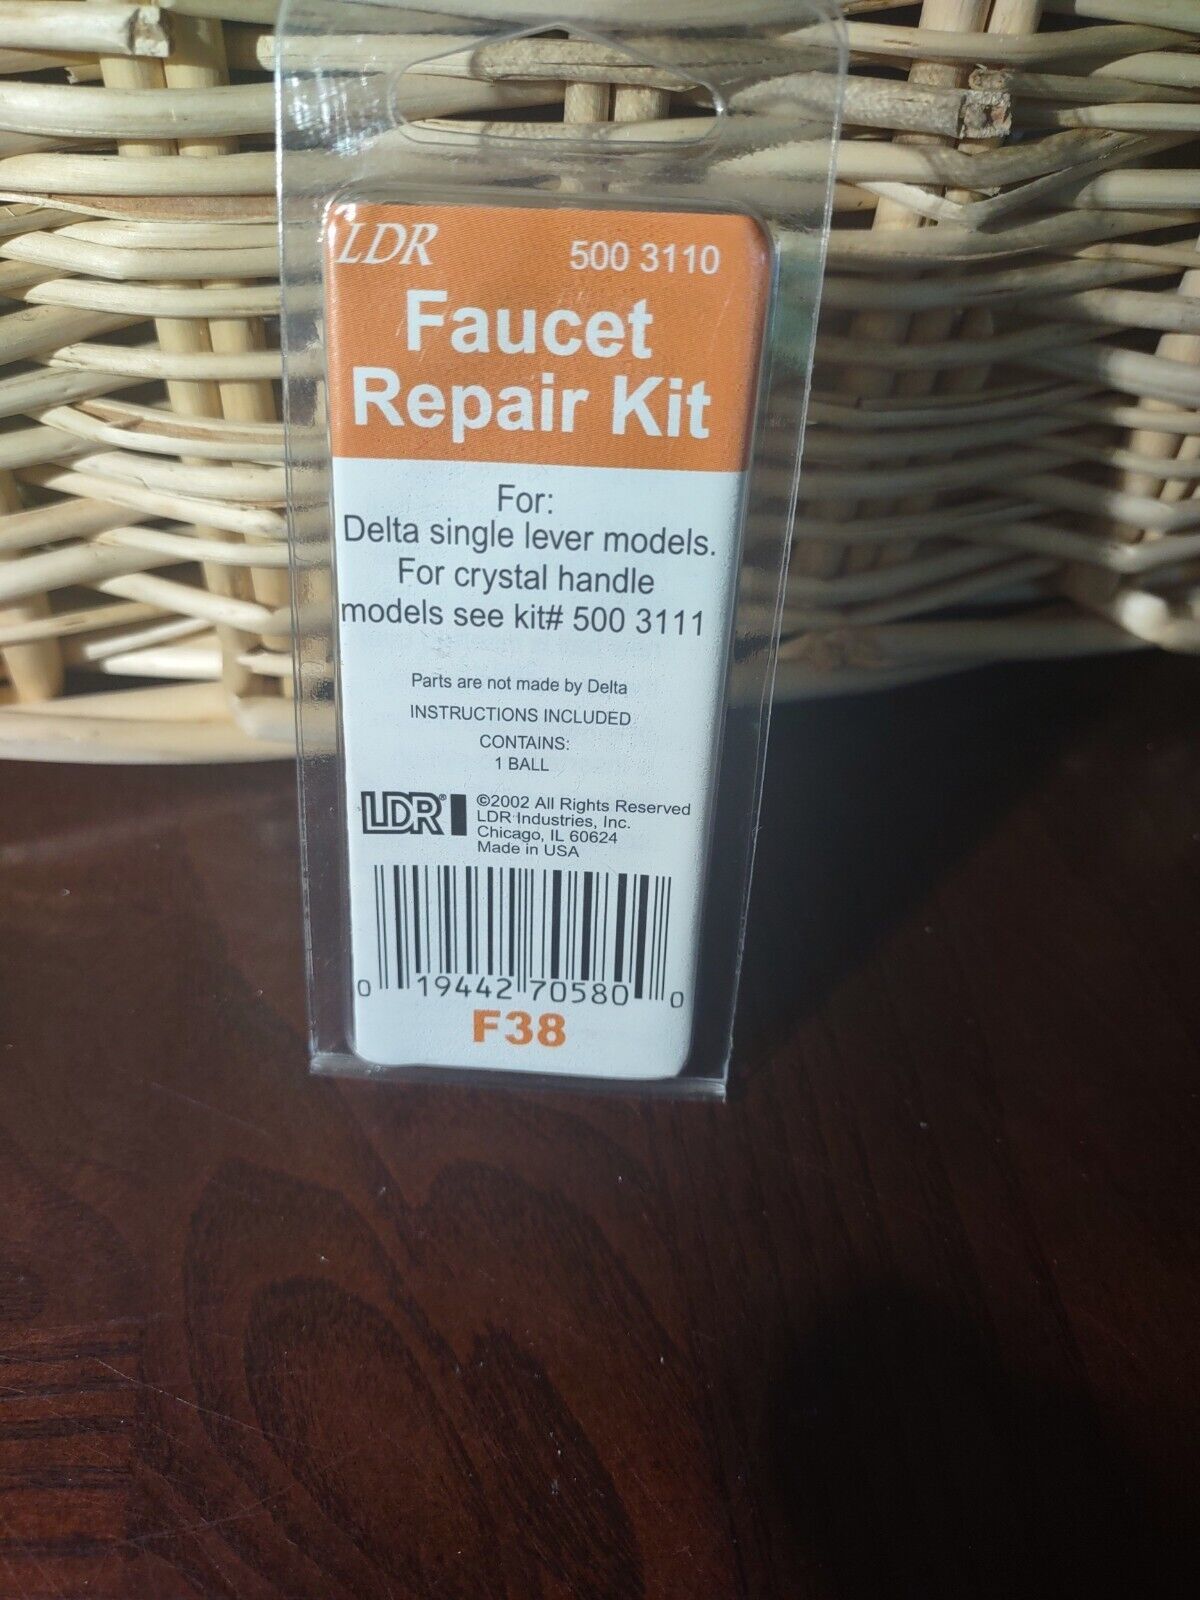 LDR 500 3110
Faucet
Repair Kit
For:
Delta single lever models.
For crystal handle
models see kit# 500 3111
Parts are not made by Delta
INSTRUCTIONS INCLUDED
CONTAINS:
1 BALL
LDR®
©2002 All Rights Reserved
LDR Industries, Inc.
Chicago, IL 60624
Made in USA
0 19442 70580 0
F38